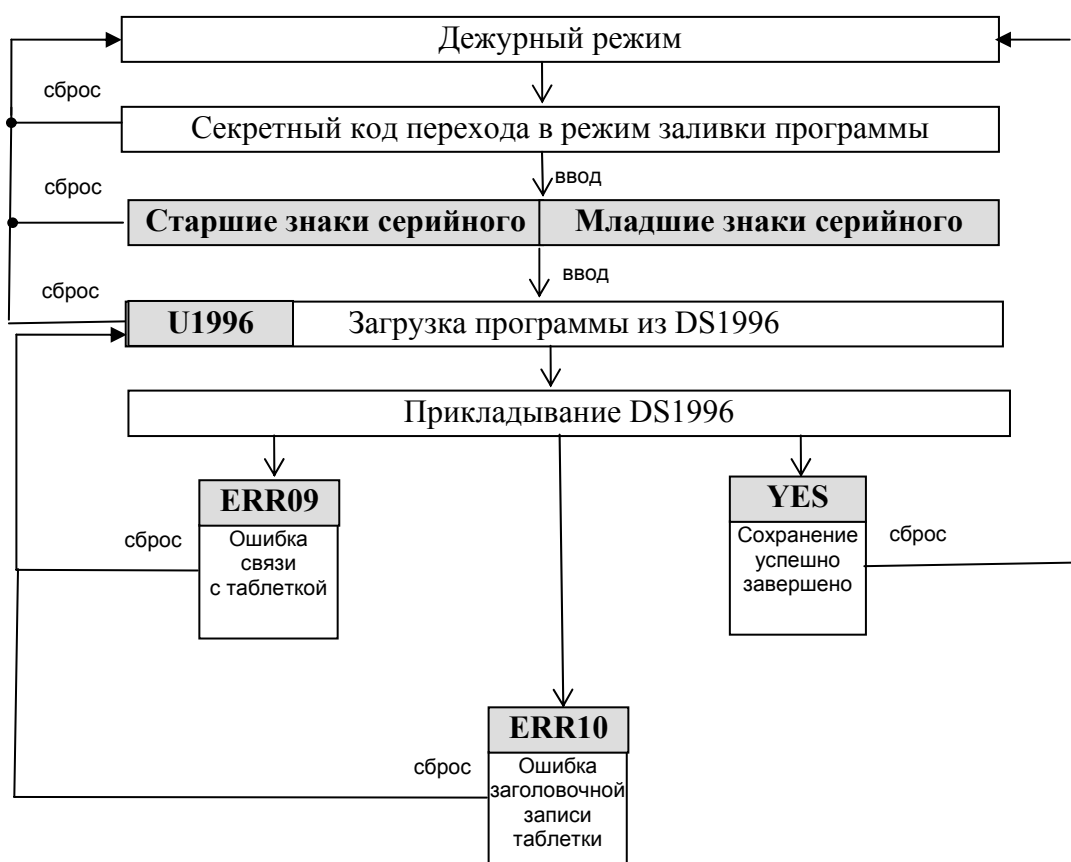 Дежурный режим
сброс
Секретный код перехода в режим заливки программы
ввод
сброс
Старшие знаки серийного Младшие знаки серийного
ввод
сброс
U1996 Загрузка программы из DS1996
Прикладывание DS1996
ERR09
YES
сброс
Ошибка
связи
с таблеткой
Сохранение
успешно
завершено
сброс
ERR10
сброс
Ошибка
заголовочной
записи
таблетки